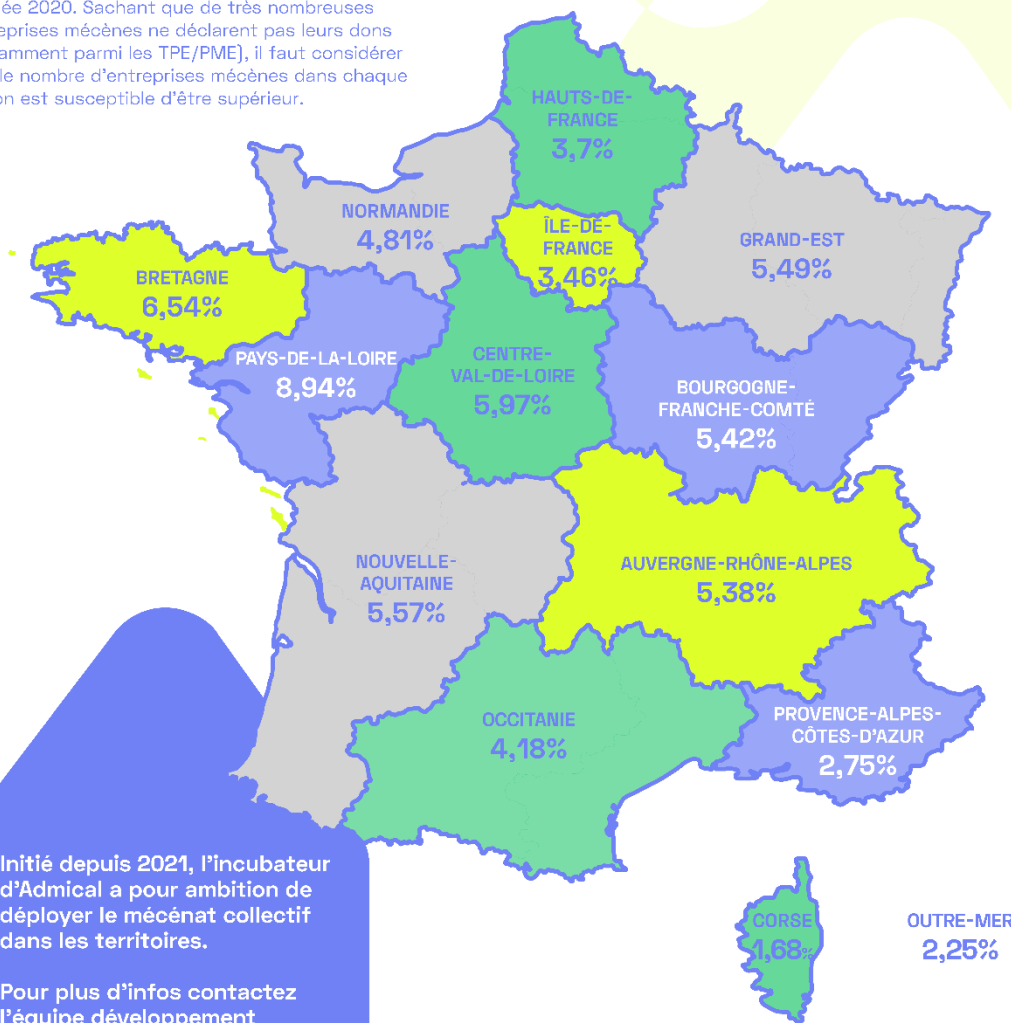 ée 2020. Sachant que de très nombreuses
eprises mécènes ne déclarent pas leurs dons
amment parmi les TPE/PME), il faut considérer
le nombre d'entreprises mécènes dans chaque
on est susceptible d'être supérieur.
HAUTS-DE-
FRANCE
3,7%
NORMANDIE
4,81%
ÎLE-DE-
FRANCE
3,46%
GRAND-EST
5,49%
BRETAGNE
6,54%
PAYS-DE-LA-LOIRE
8,94%
CENTRE-
VAL-DE-LOIRE
5,97%
BOURGOGNE-
FRANCHE-COMTÉ
5,42%
NOUVELLE-
AQUITAINE
5,57%
AUVERGNE-RHÔNE-ALPES
5,38%
OCCITANIE
4,18%
PROVENCE-ALPES-
CÔTES-D'AZUR
2,75%
Initié depuis 2021, l'incubateur
d'Admical a pour ambition de
déployer le mécénat collectif
dans les territoires.
Pour plus d'infos contactez
l'équipe développement
CORSE
1,68%
OUTRE-MER
2,25%